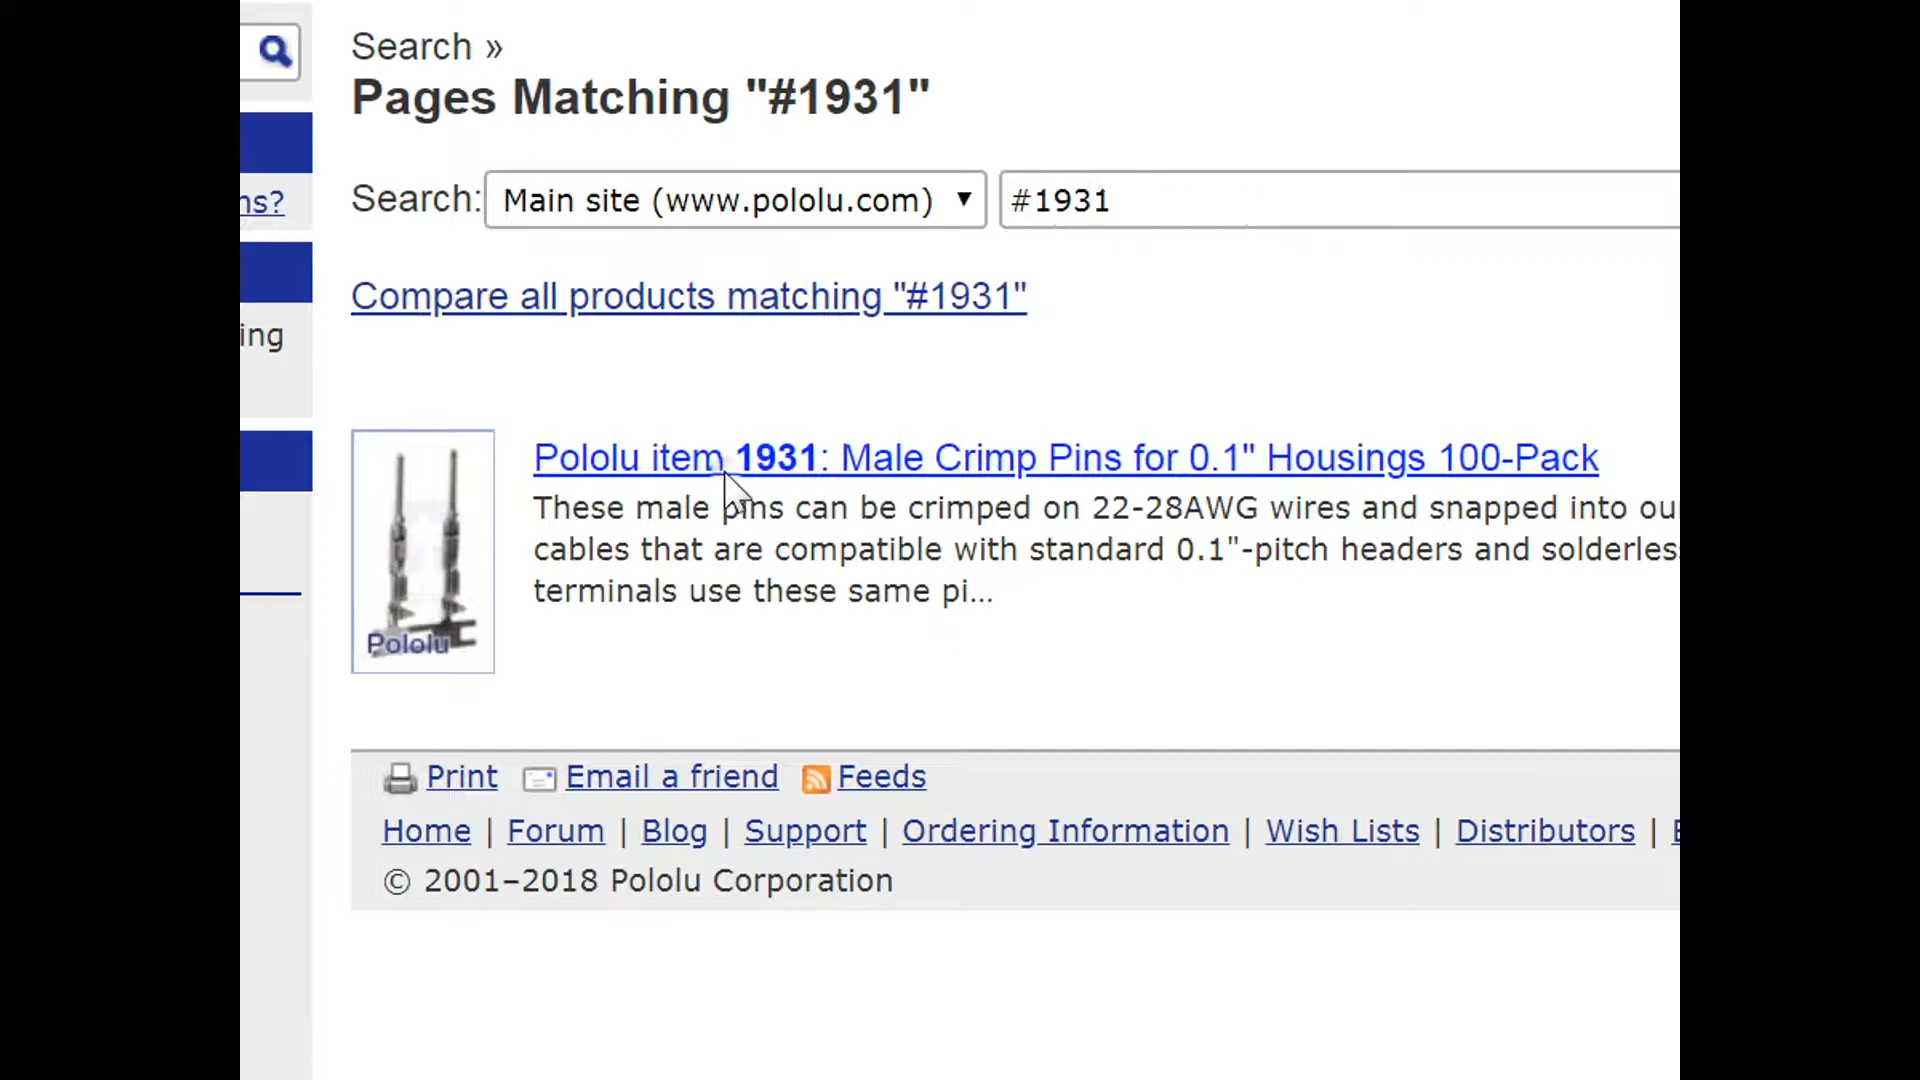 Search »
Pages Matching "#1931"
ns?
Search: Main site (www.pololu.com) ▼ #1931
Compare all products matching "#1931"
ing
Pololu item 1931: Male Crimp Pins for 0.1" Housings 100-Pack
These male pins can be crimped on 22-28AWG wires and snapped into ou
cables that are compatible with standard 0.1"-pitch headers and solderles
terminals use these same pi...
Pololu
Print Email a friend Feeds
Home | Forum | Blog | Support | Ordering Information | Wish Lists | Distributors |
© 2001–2018 Pololu Corporation